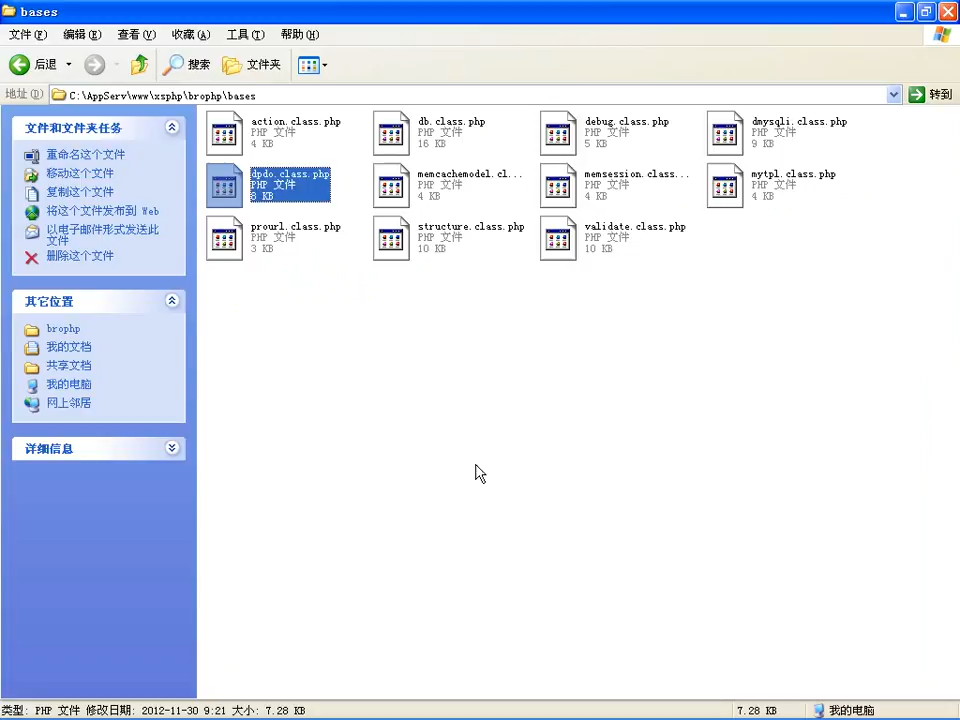 bases
文件(F) 编辑(E) 查看(V) 收藏(A) 工具(T) 帮助(H)
后退 搜索 文件夹
地址(D) C:\AppServ\www\xsphp\brophp\bases 转到
文件和文件夹任务
重命名这个文件
移动这个文件
复制这个文件
将这个文件发布到 Web
以电子邮件形式发送此
文件
删除这个文件
其它位置
brophp
我的文档
共享文档
我的电脑
网上邻居
详细信息
action.class.php
PHP 文件
4 KB
db.class.php
PHP 文件
16 KB
debug.class.php
PHP 文件
5 KB
dmysqli.class.php
PHP 文件
9 KB
dpdo.class.php
PHP 文件
8 KB
memcachemodel.cl...
PHP 文件
4 KB
memsession.class...
PHP 文件
4 KB
mytpl.class.php
PHP 文件
4 KB
prourl.class.php
PHP 文件
3 KB
structure.class.php
PHP 文件
10 KB
validate.class.php
PHP 文件
10 KB
类型: PHP 文件 修改日期: 2012-11-30 9:21 大小: 7.28 KB 7.28 KB 我的电脑